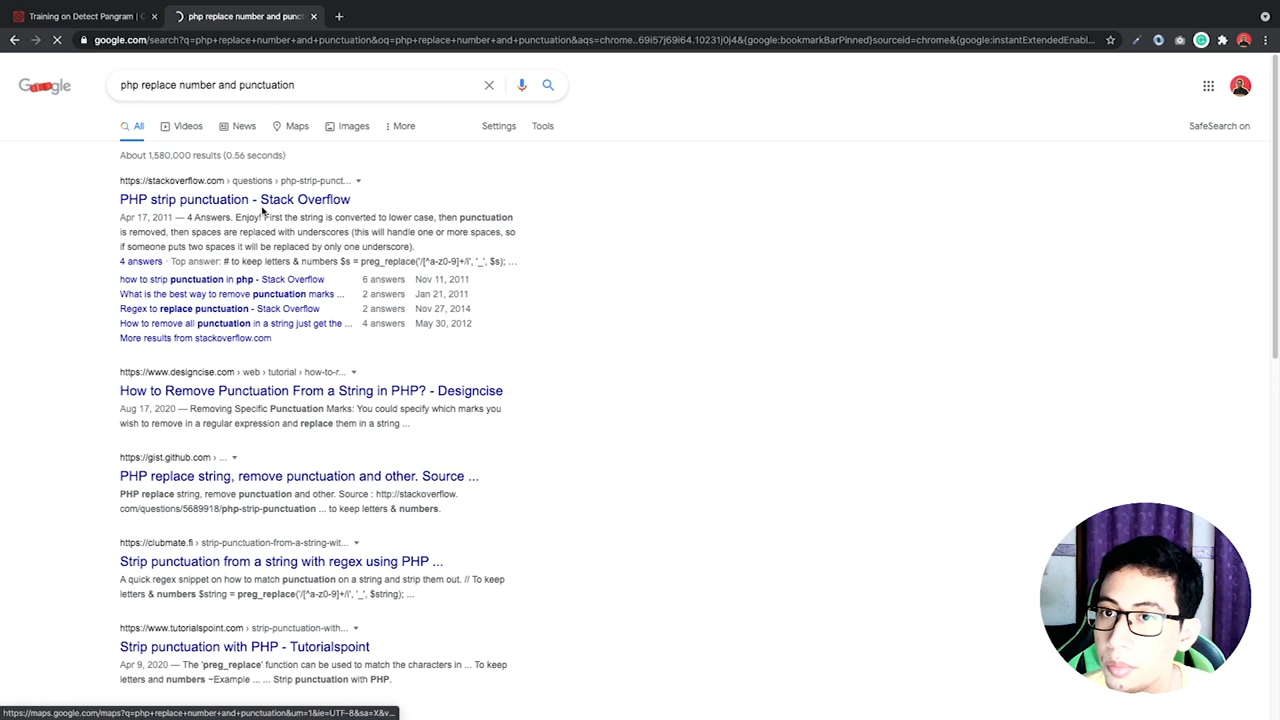 Training on Detect Pangram | C
php replace number and punct
google.com/search?q=php+replace+number+and+punctuation&oq=php+replace+number+and+punctuation&aqs=chrome..69i57j69i64.10231j0j4&{google:bookmarkBarPinned}sourceid=chrome&{google:instantExtendedEnabl...
Google
php replace number and punctuation
All
Videos
News
Maps
Images
More
Settings
Tools
SafeSearch on
About 1,580,000 results (0.56 seconds)
https://stackoverflow.com › questions › php-strip-punct...
PHP strip punctuation - Stack Overflow
Apr 17, 2011 — 4 Answers. Enjoy! First the string is converted to lower case, then punctuation
is removed, then spaces are replaced with underscores (this will handle one or more spaces, so
if someone puts two spaces it will be replaced by only one underscore).
4 answers · Top answer: # to keep letters & numbers $s = preg_replace('/[^a-z0-9]+/i', '_', $s); ...
how to strip punctuation in php - Stack Overflow 6 answers Nov 11, 2011
What is the best way to remove punctuation marks ... 2 answers Jan 21, 2011
Regex to replace punctuation - Stack Overflow 2 answers Nov 27, 2014
How to remove all punctuation in a string just get the ... 4 answers May 30, 2012
More results from stackoverflow.com
https://www.designcise.com › web › tutorial › how-to-r...
How to Remove Punctuation From a String in PHP? - Designcise
Aug 17, 2020 — Removing Specific Punctuation Marks: You could specify which marks you
wish to remove in a regular expression and replace them in a string ...
https://gist.github.com › ...
PHP replace string, remove punctuation and other. Source ...
PHP replace string, remove punctuation and other. Source : http://stackoverflow.
com/questions/5689918/php-strip-punctuation ... to keep letters & numbers.
https://clubmate.fi › strip-punctuation-from-a-string-wit...
Strip punctuation from a string with regex using PHP ...
A quick regex snippet on how to match punctuation on a string and strip them out. // To keep
letters & numbers $string = preg_replace('/[^a-z0-9]+/i', '_', $string); ...
https://www.tutorialspoint.com › strip-punctuation-with...
Strip punctuation with PHP - Tutorialspoint
Apr 9, 2020 — The 'preg_replace' function can be used to match the characters in ... To keep
letters and numbers −Example ... ... Strip punctuation with PHP.
https://maps.google.com/maps?q=php+replace+number+and+punctuation&um=1&ie=UTF-8&sa=X&v...